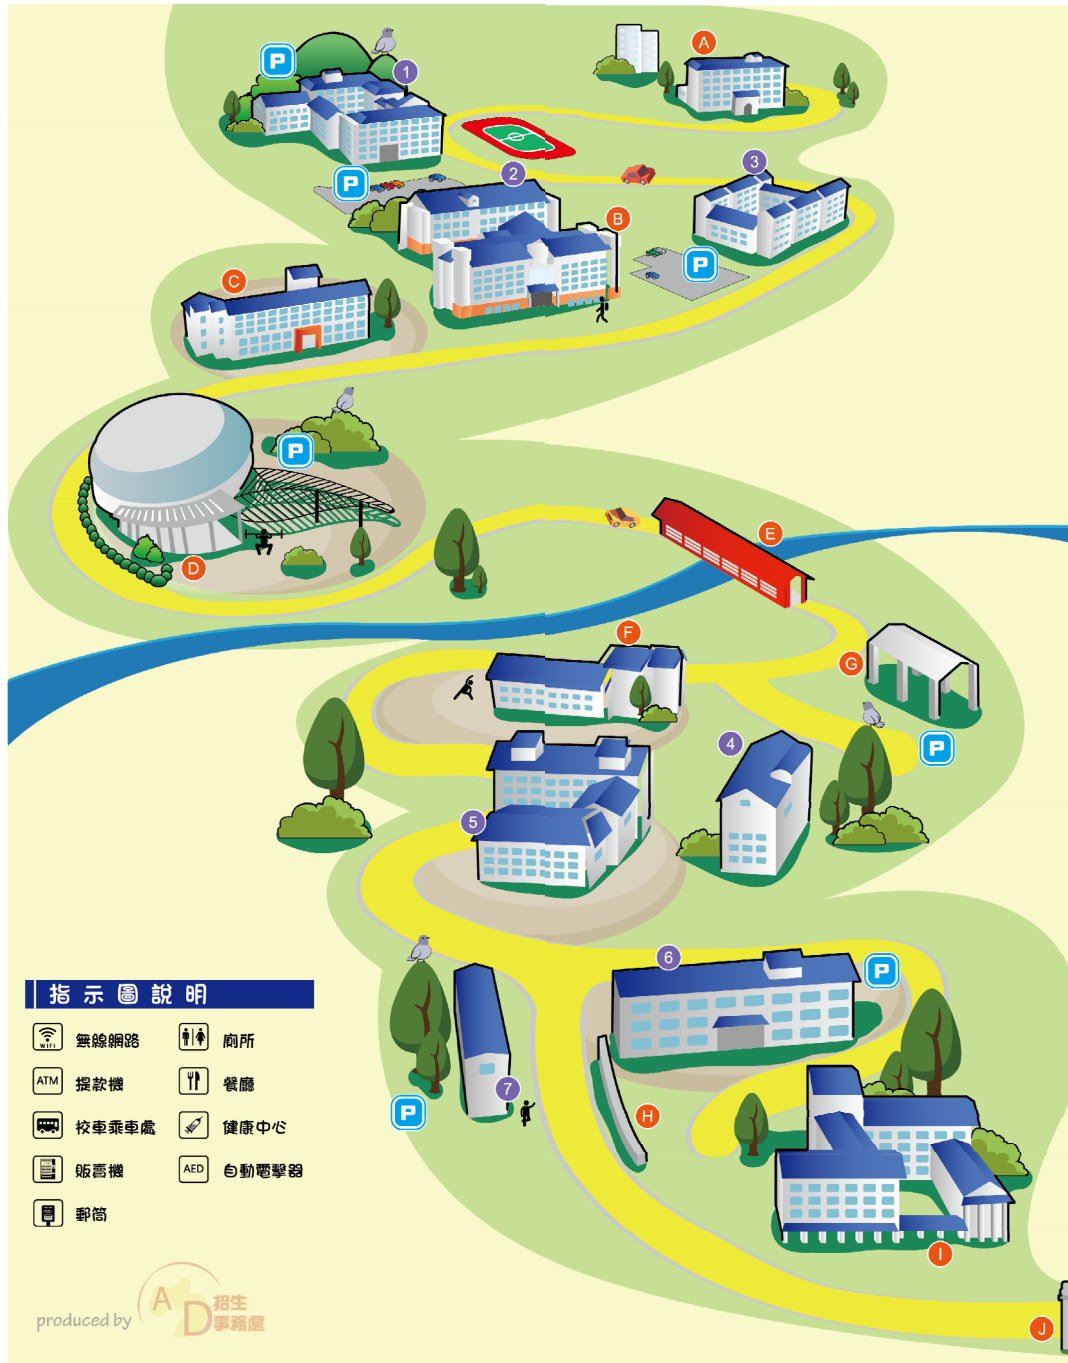 P
1
A
P
2
3
B
P
C
P
D
E
F
G
4
P
5
6
P
7
P
H
I
J
指示圖說明
WIFI 無線網路
廁所
ATM 提款機
餐廳
校車乘車處
健康中心
販賣機
AED 自動電擊器
郵筒
produced by AD 招生
事務處